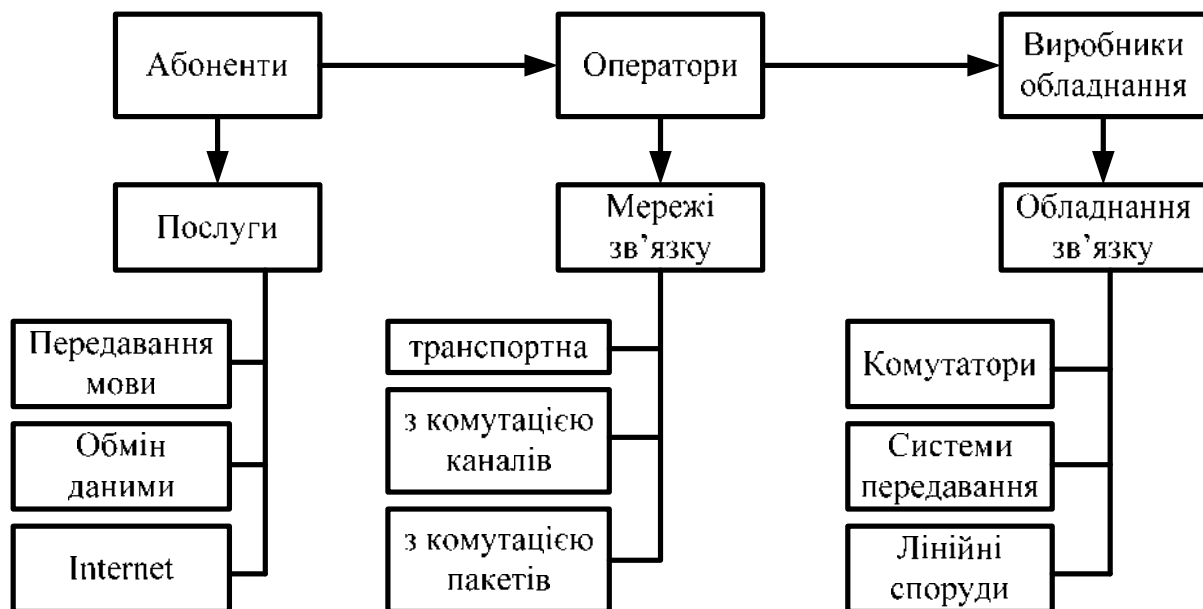 Абоненти
Оператори
Виробники
обладнання
Послуги
Мережі
зв’язку
Обладнання
зв’язку
Передавання
мови
Обмін
даними
Internet
транспортна
з комутацією
каналів
з комутацією
пакетів
Комутатори
Системи
передавання
Лінійні
споруди